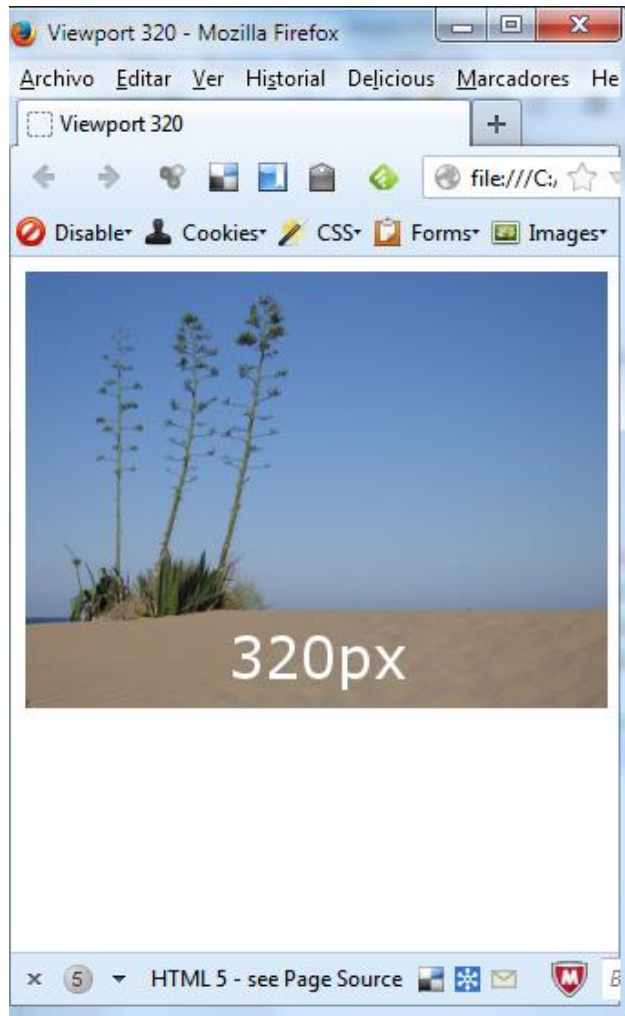 Viewport 320 - Mozilla Firefox
Archivo Editar Ver Historial Delicious Marcadores He
Viewport 320
file:///C:/
Disable Cookies CSS Forms Images
320px
5 HTML 5 - see Page Source